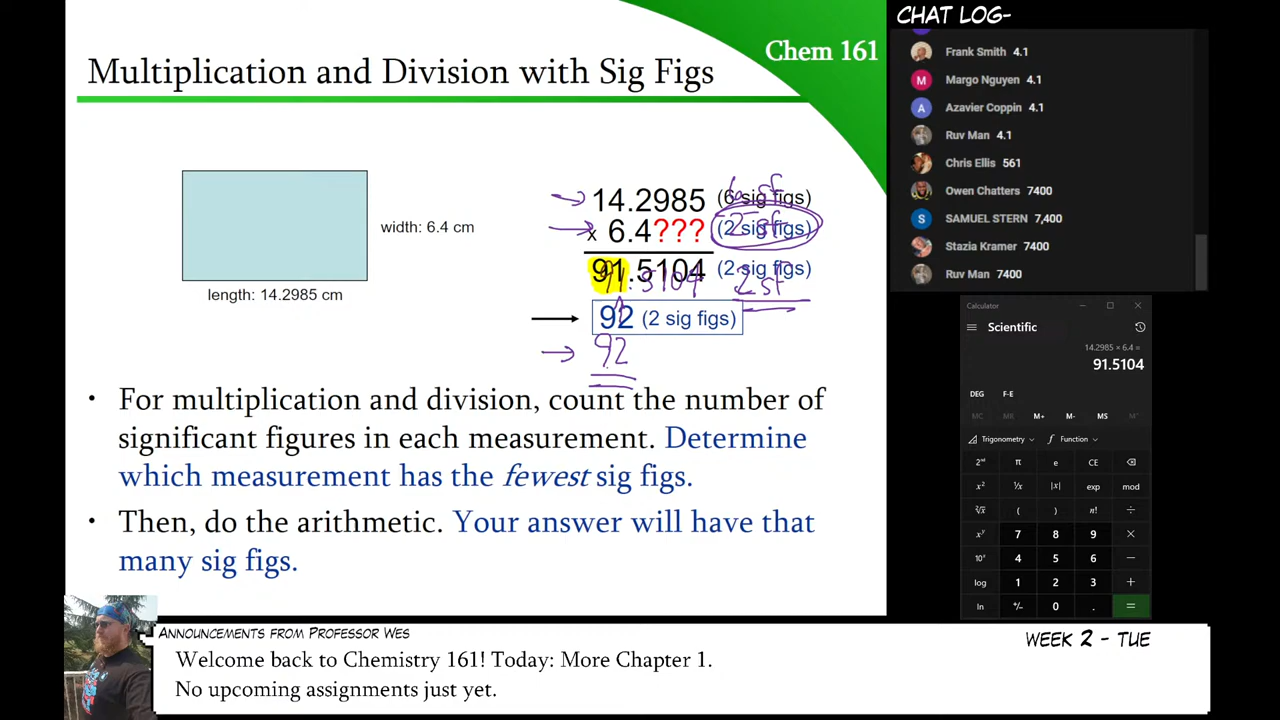 CHAT LOG-
Chem 161
Multiplication and Division with Sig Figs
Frank Smith 4.1
M Margo Nguyen 4.1
A Azavier Coppin 4.1
Ruv Man 4.1
Chris Ellis 561
Owen Chatters 7400
S SAMUEL STERN 7,400
Stazia Kramer 7400
Ruv Man 7400
width: 6.4 cm
length: 14.2985 cm
→ 14.2985 (6 sig figs)
6 sf
→ x 6.4??? (2 sig figs)
2 sf
91.5104 (2 sig figs)
91.5104 2 sf
→ 92 (2 sig figs)
→ 92
• For multiplication and division, count the number of
significant figures in each measurement. Determine
which measurement has the fewest sig figs.
• Then, do the arithmetic. Your answer will have that
many sig figs.
Calculator
Scientific
14.2985 × 6.4 =
91.5104
DEG F-E
MC MR M+ M- MS M˅
Trigonometry Function
2ⁿᵈ π e CE
x² ¹/x |x| exp mod
²√x ( ) n! ÷
xʸ 7 8 9 ×
10ˣ 4 5 6 −
log 1 2 3 +
ln +/- 0 . =
ANNOUNCEMENTS FROM PROFESSOR WES
WEEK 2 - TUE
Welcome back to Chemistry 161! Today: More Chapter 1.
No upcoming assignments just yet.